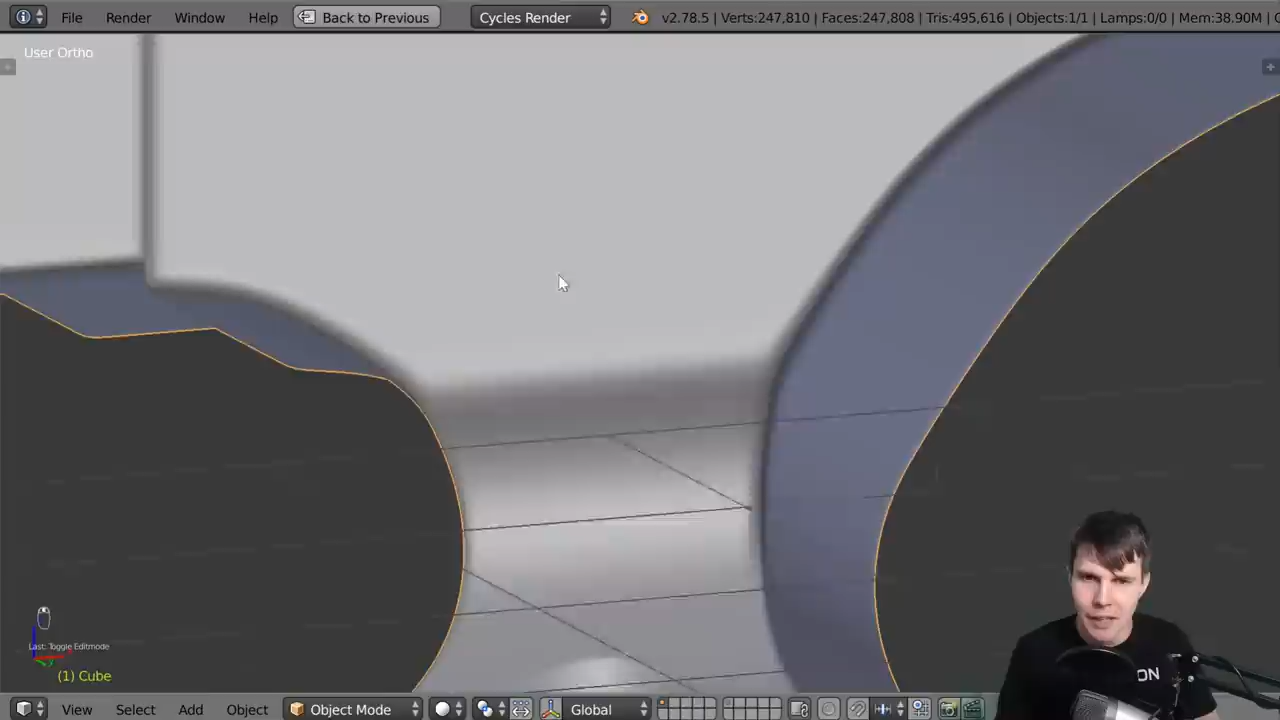 File Render Window Help Back to Previous Cycles Render v2.78.5 | Verts:247,810 | Faces:247,808 | Tris:495,616 | Objects:1/1 | Lamps:0/0 | Mem:38.90M |
User Ortho
ON
Last: Toggle Editmode
(1) Cube
View Select Add Object Object Mode Global